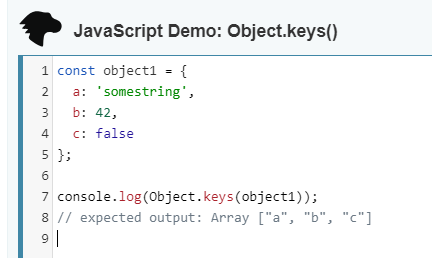 JavaScript Demo: Object.keys()
1 const object1 = {
2   a: 'somestring',
3   b: 42,
4   c: false
5 };
6
7 console.log(Object.keys(object1));
8 // expected output: Array ["a", "b", "c"]
9